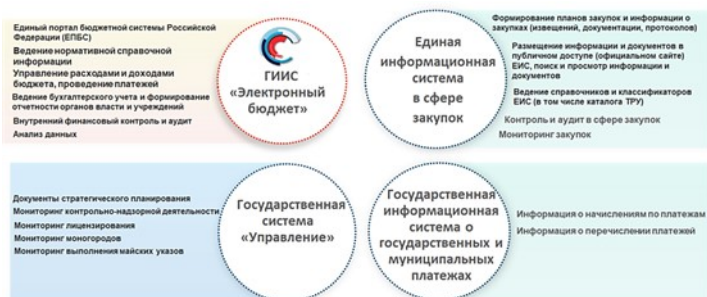 Единый портал бюджетной системы Российской
Федерации (ЕПБС)
Ведение нормативной справочной
информации
Управление расходами и доходами
бюджета, проведение платежей
Ведение бухгалтерского учета и формирование
отчетности органов власти и учреждений
Внутренний финансовый контроль и аудит
Анализ данных
ГИИС
«Электронный
бюджет»
Единая
информационная
система
в сфере
закупок
Формирование планов закупок и информации о
закупках (извещений, документации, протоколов)
Размещение информации и документов в
публичном доступе (официальном сайте)
ЕИС, поиск и просмотр информации и
документов
Ведение справочников и классификаторов
ЕИС (в том числе каталога ТРУ)
Контроль и аудит в сфере закупок
Мониторинг закупок
Документы стратегического планирования
Мониторинг контрольно-надзорной деятельности
Мониторинг лицензирования
Мониторинг моногородов
Мониторинг выполнения майских указов
Государственная
система
«Управление»
Государственная
информационная
система о
государственных и
муниципальных
платежах
Информация о начислениям по платежам
Информация о перечислении платежей